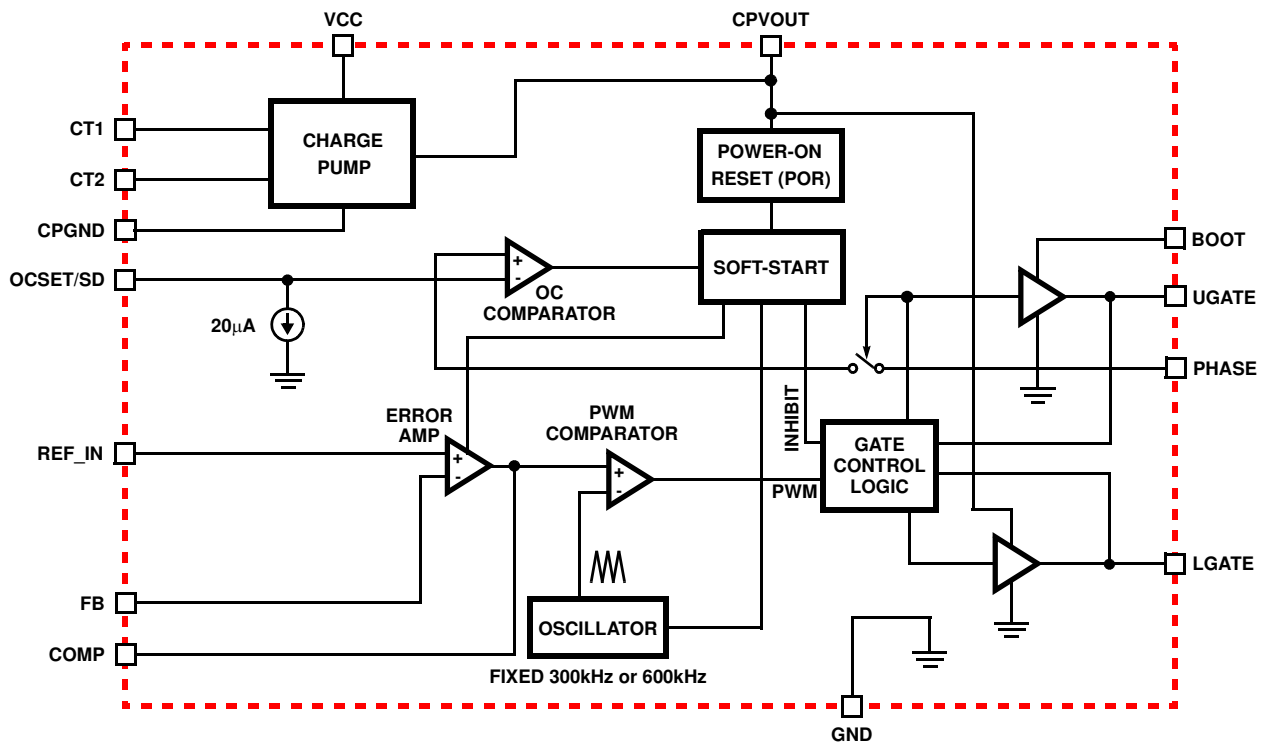 VCC
CPVOUT
CT1
CHARGE
PUMP
POWER-ON
RESET (POR)
CT2
CPGND
BOOT
OCSET/SD
+
-
SOFT-START
OC
COMPARATOR
UGATE
20μA
PHASE
INHIBIT
ERROR
AMP
PWM
COMPARATOR
REF_IN
+
-
+
-
GATE
CONTROL
LOGIC
PWM
LGATE
FB
OSCILLATOR
COMP
FIXED 300kHz or 600kHz
GND